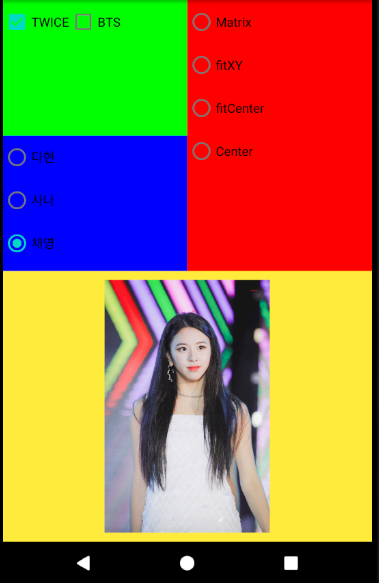 TWICE BTS
다현
사나
채영
Matrix
fitXY
fitCenter
Center